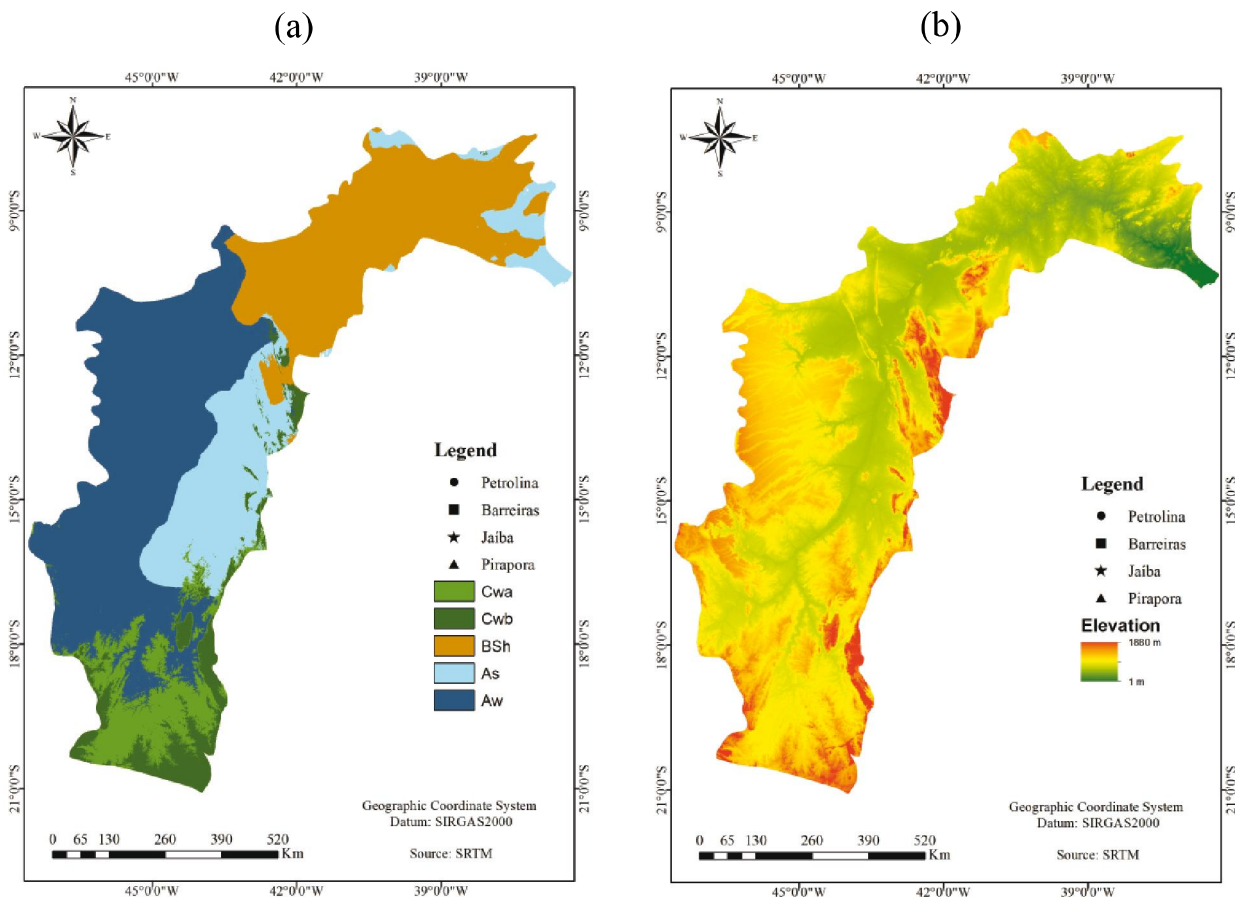 (a)
45°0'0"W 42°0'0"W 39°0'0"W
N
W E
S
9°0'0"S 9°0'0"S
12°0'0"S 12°0'0"S
Legend
Petrolina
15°0'0"S 15°0'0"S
Barreiras
Jaíba
Pirapora
Cwa
Cwb
18°0'0"S 18°0'0"S
BSh
As
Aw
21°0'0"S 21°0'0"S
Geographic Coordinate System
Datum: SIRGAS2000
0 65 130 260 390 520
Km
Source: SRTM
45°0'0"W 42°0'0"W 39°0'0"W
(b)
45°0'0"W 42°0'0"W 39°0'0"W
N
W E
S
9°0'0"S 9°0'0"S
12°0'0"S 12°0'0"S
Legend
15°0'0"S 15°0'0"S
Petrolina
Barreiras
Jaíba
Pirapora
Elevation
18°0'0"S 18°0'0"S
1880 m
1 m
21°0'0"S 21°0'0"S
Geographic Coordinate System
Datum: SIRGAS2000
0 65 130 260 390 520
Km
Source: SRTM
45°0'0"W 42°0'0"W 39°0'0"W